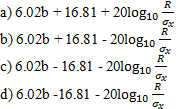 a) 6.02b + 16.81 + 20log₁₀ R/σₓ
b) 6.02b + 16.81 - 20log₁₀ R/σₓ
c) 6.02b - 16.81 - 20log₁₀ R/σₓ
d) 6.02b -16.81 - 20log₁₀ R/σₓ